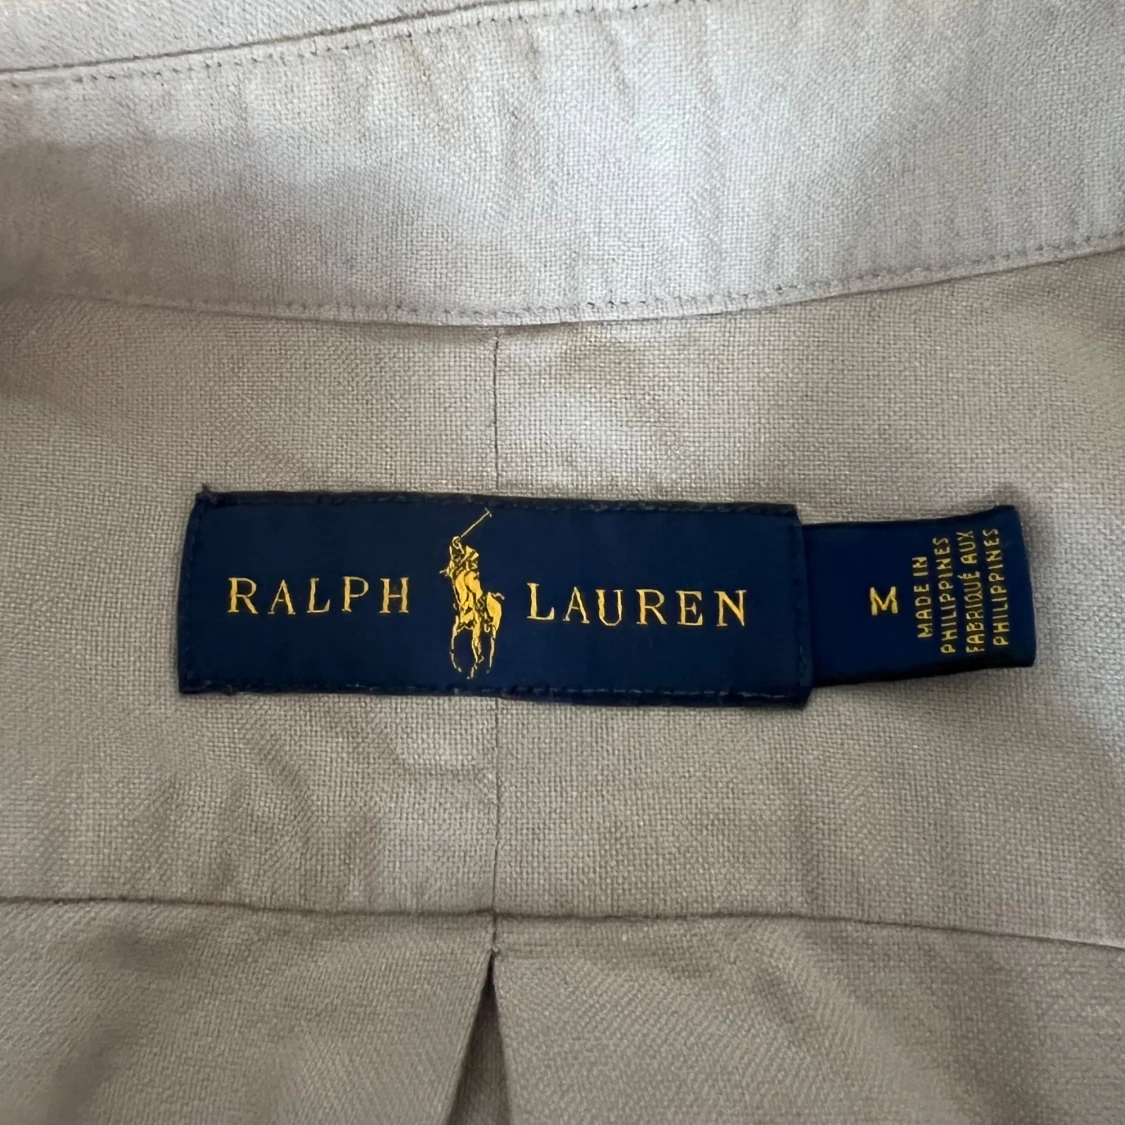 RALPH LAUREN
M
MADE IN
PHILIPPINES
FABRIQUÉ AUX
PHILIPPINES